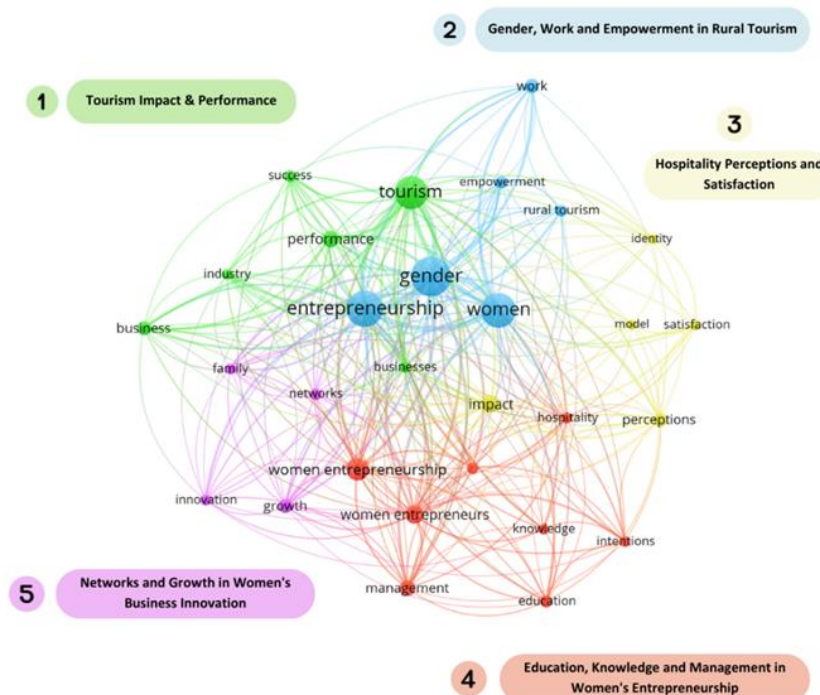 2
Gender, Work and Empowerment in Rural Tourism
1
Tourism Impact & Performance
3
Hospitality Perceptions and
Satisfaction
work
success
tourism
empowerment
rural tourism
performance
identity
industry
gender
entrepreneurship
women
business
model
satisfaction
family
businesses
networks
impact
hospitality
perceptions
women entrepreneurship
innovation
growth
women entrepreneurs
knowledge
intentions
management
education
5
Networks and Growth in Women's
Business Innovation
4
Education, Knowledge and Management in
Women's Entrepreneurship